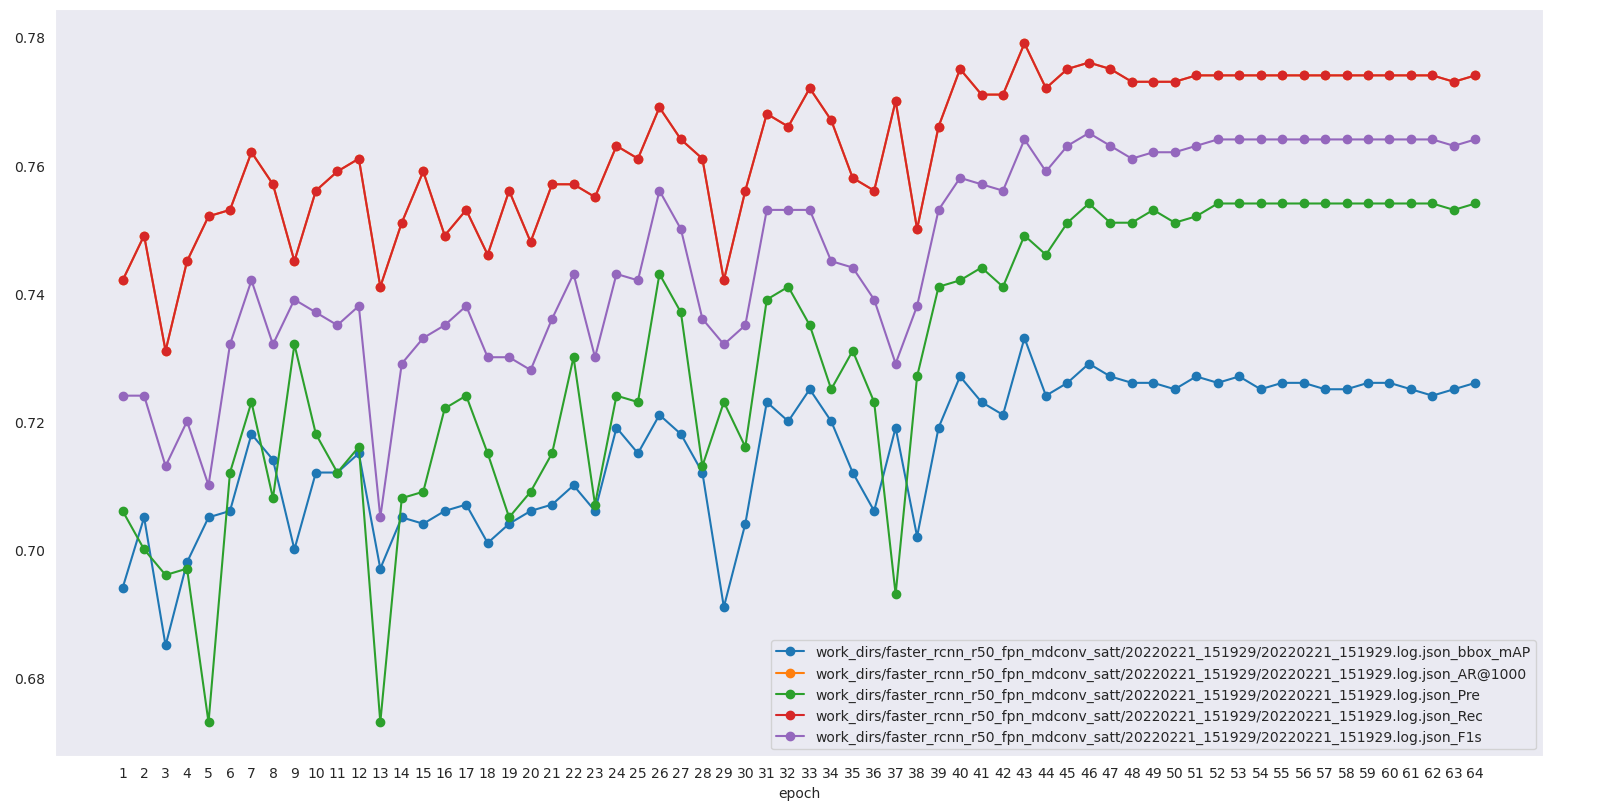 0.78
0.76
0.74
0.72
0.70
0.68
work_dirs/faster_rcnn_r50_fpn_mdconv_satt/20220221_151929/20220221_151929.log.json_bbox_mAP
work_dirs/faster_rcnn_r50_fpn_mdconv_satt/20220221_151929/20220221_151929.log.json_AR@1000
work_dirs/faster_rcnn_r50_fpn_mdconv_satt/20220221_151929/20220221_151929.log.json_Pre
work_dirs/faster_rcnn_r50_fpn_mdconv_satt/20220221_151929/20220221_151929.log.json_Rec
work_dirs/faster_rcnn_r50_fpn_mdconv_satt/20220221_151929/20220221_151929.log.json_F1s
1 2 3 4 5 6 7 8 9 10 11 12 13 14 15 16 17 18 19 20 21 22 23 24 25 26 27 28 29 30 31 32 33 34 35 36 37 38 39 40 41 42 43 44 45 46 47 48 49 50 51 52 53 54 55 56 57 58 59 60 61 62 63 64
epoch